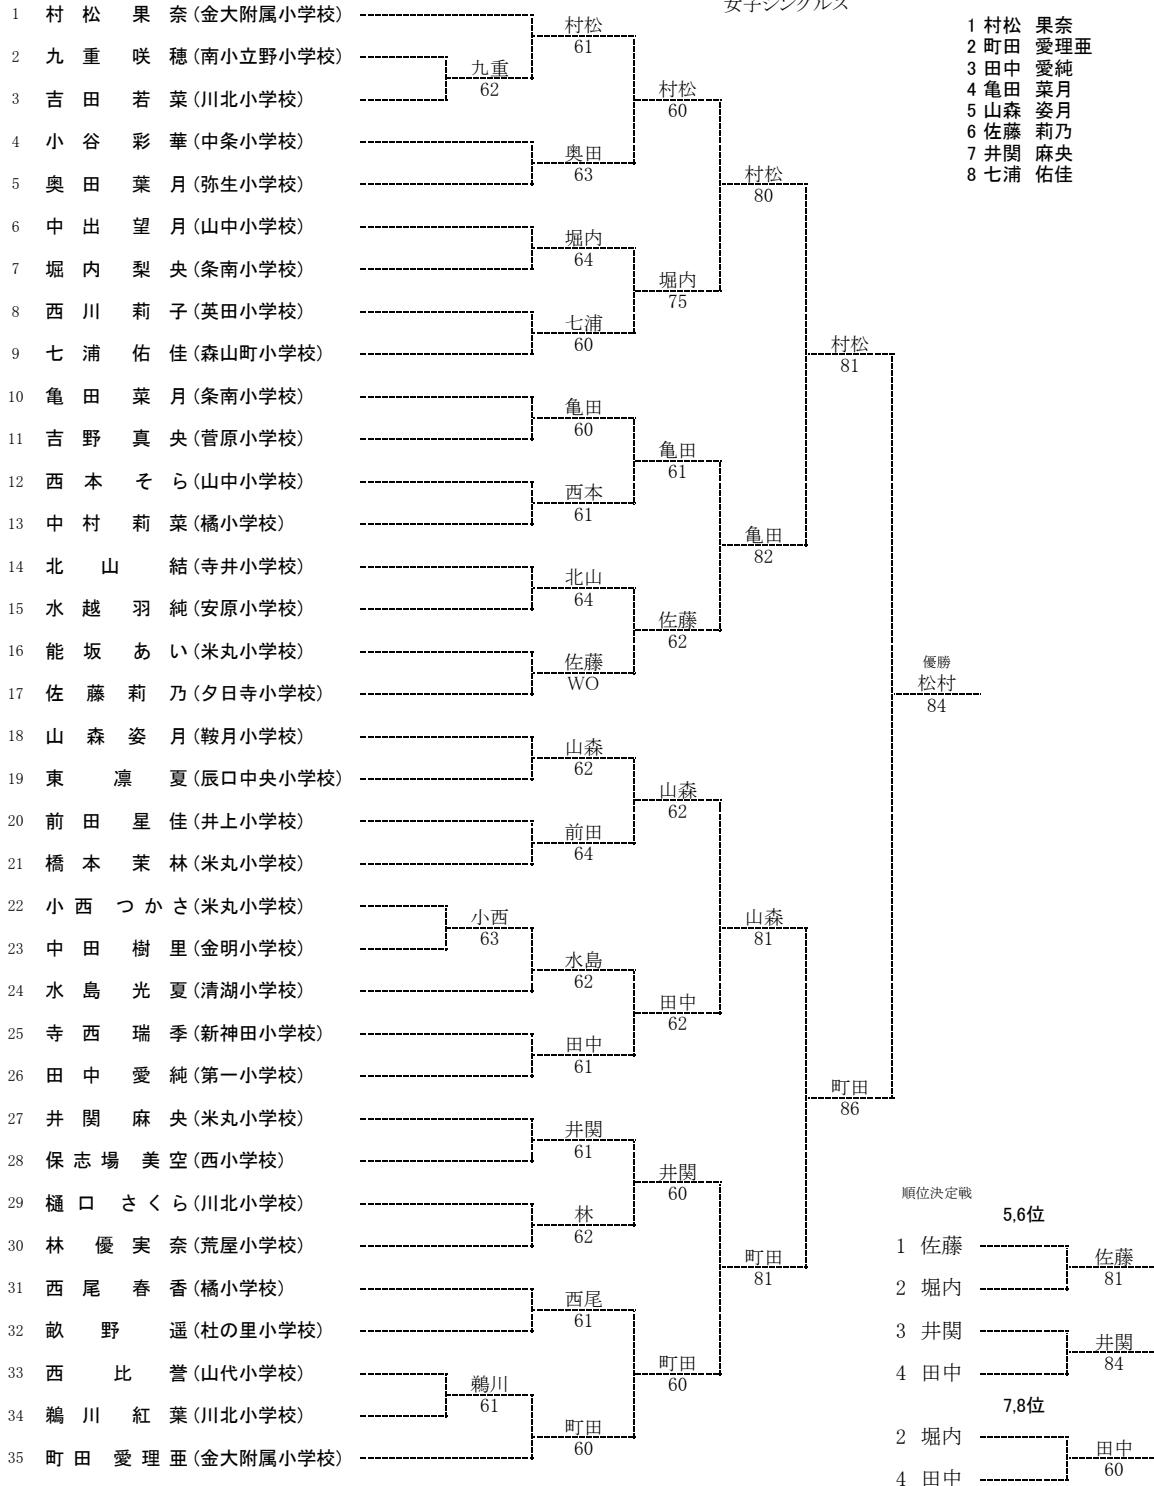 女子シングルス
1 村松 果奈
2 町田 愛理亜
3 田中 愛純
4 亀田 菜月
5 山森 姿月
6 佐藤 莉乃
7 井関 麻央
8 七浦 佑佳
1 村松 果奈 (金大附属小学校)
2 九重 咲穂 (南小立野小学校)
3 吉田 若菜 (川北小学校)
4 小谷 彩華 (中条小学校)
5 奥田 葉月 (弥生小学校)
6 中出 望月 (山中小学校)
7 堀内 梨央 (条南小学校)
8 西川 莉子 (英田小学校)
9 七浦 佑佳 (森山町小学校)
10 亀田 菜月 (条南小学校)
11 吉野 真央 (菅原小学校)
12 西本 そら (山中小学校)
13 中村 莉菜 (橘小学校)
14 北山 結 (寺井小学校)
15 水越 羽純 (安原小学校)
16 能坂 あい (米丸小学校)
17 佐藤 莉乃 (夕日寺小学校)
18 山森 姿月 (鞍月小学校)
19 東 凛夏 (辰口中央小学校)
20 前田 星佳 (井上小学校)
21 橋本 茉林 (米丸小学校)
22 小西 つかさ (米丸小学校)
23 中田 樹里 (金明小学校)
24 水島 光夏 (清湖小学校)
25 寺西 瑞季 (新神田小学校)
26 田中 愛純 (第一小学校)
27 井関 麻央 (米丸小学校)
28 保志場 美空 (西小学校)
29 樋口 さくら (川北小学校)
30 林 優実奈 (荒屋小学校)
31 西尾 春香 (橘小学校)
32 畝野 遥 (杜の里小学校)
33 西 比誉 (山代小学校)
34 鵜川 紅葉 (川北小学校)
35 町田 愛理亜 (金大附属小学校)
九重
62
小西
63
鵜川
61
村松
61
奥田
63
堀内
64
七浦
60
亀田
60
西本
61
北山
64
佐藤
WO
山森
62
前田
64
水島
62
田中
61
井関
61
林
62
西尾
61
町田
60
村松
60
堀内
75
亀田
61
佐藤
62
山森
62
田中
62
井関
60
町田
60
村松
80
亀田
82
山森
81
町田
81
村松
81
町田
86
優勝
松村
84
順位決定戦
5,6位
1 佐藤
2 堀内
佐藤
81
3 井関
4 田中
井関
84
7,8位
2 堀内
4 田中
田中
60